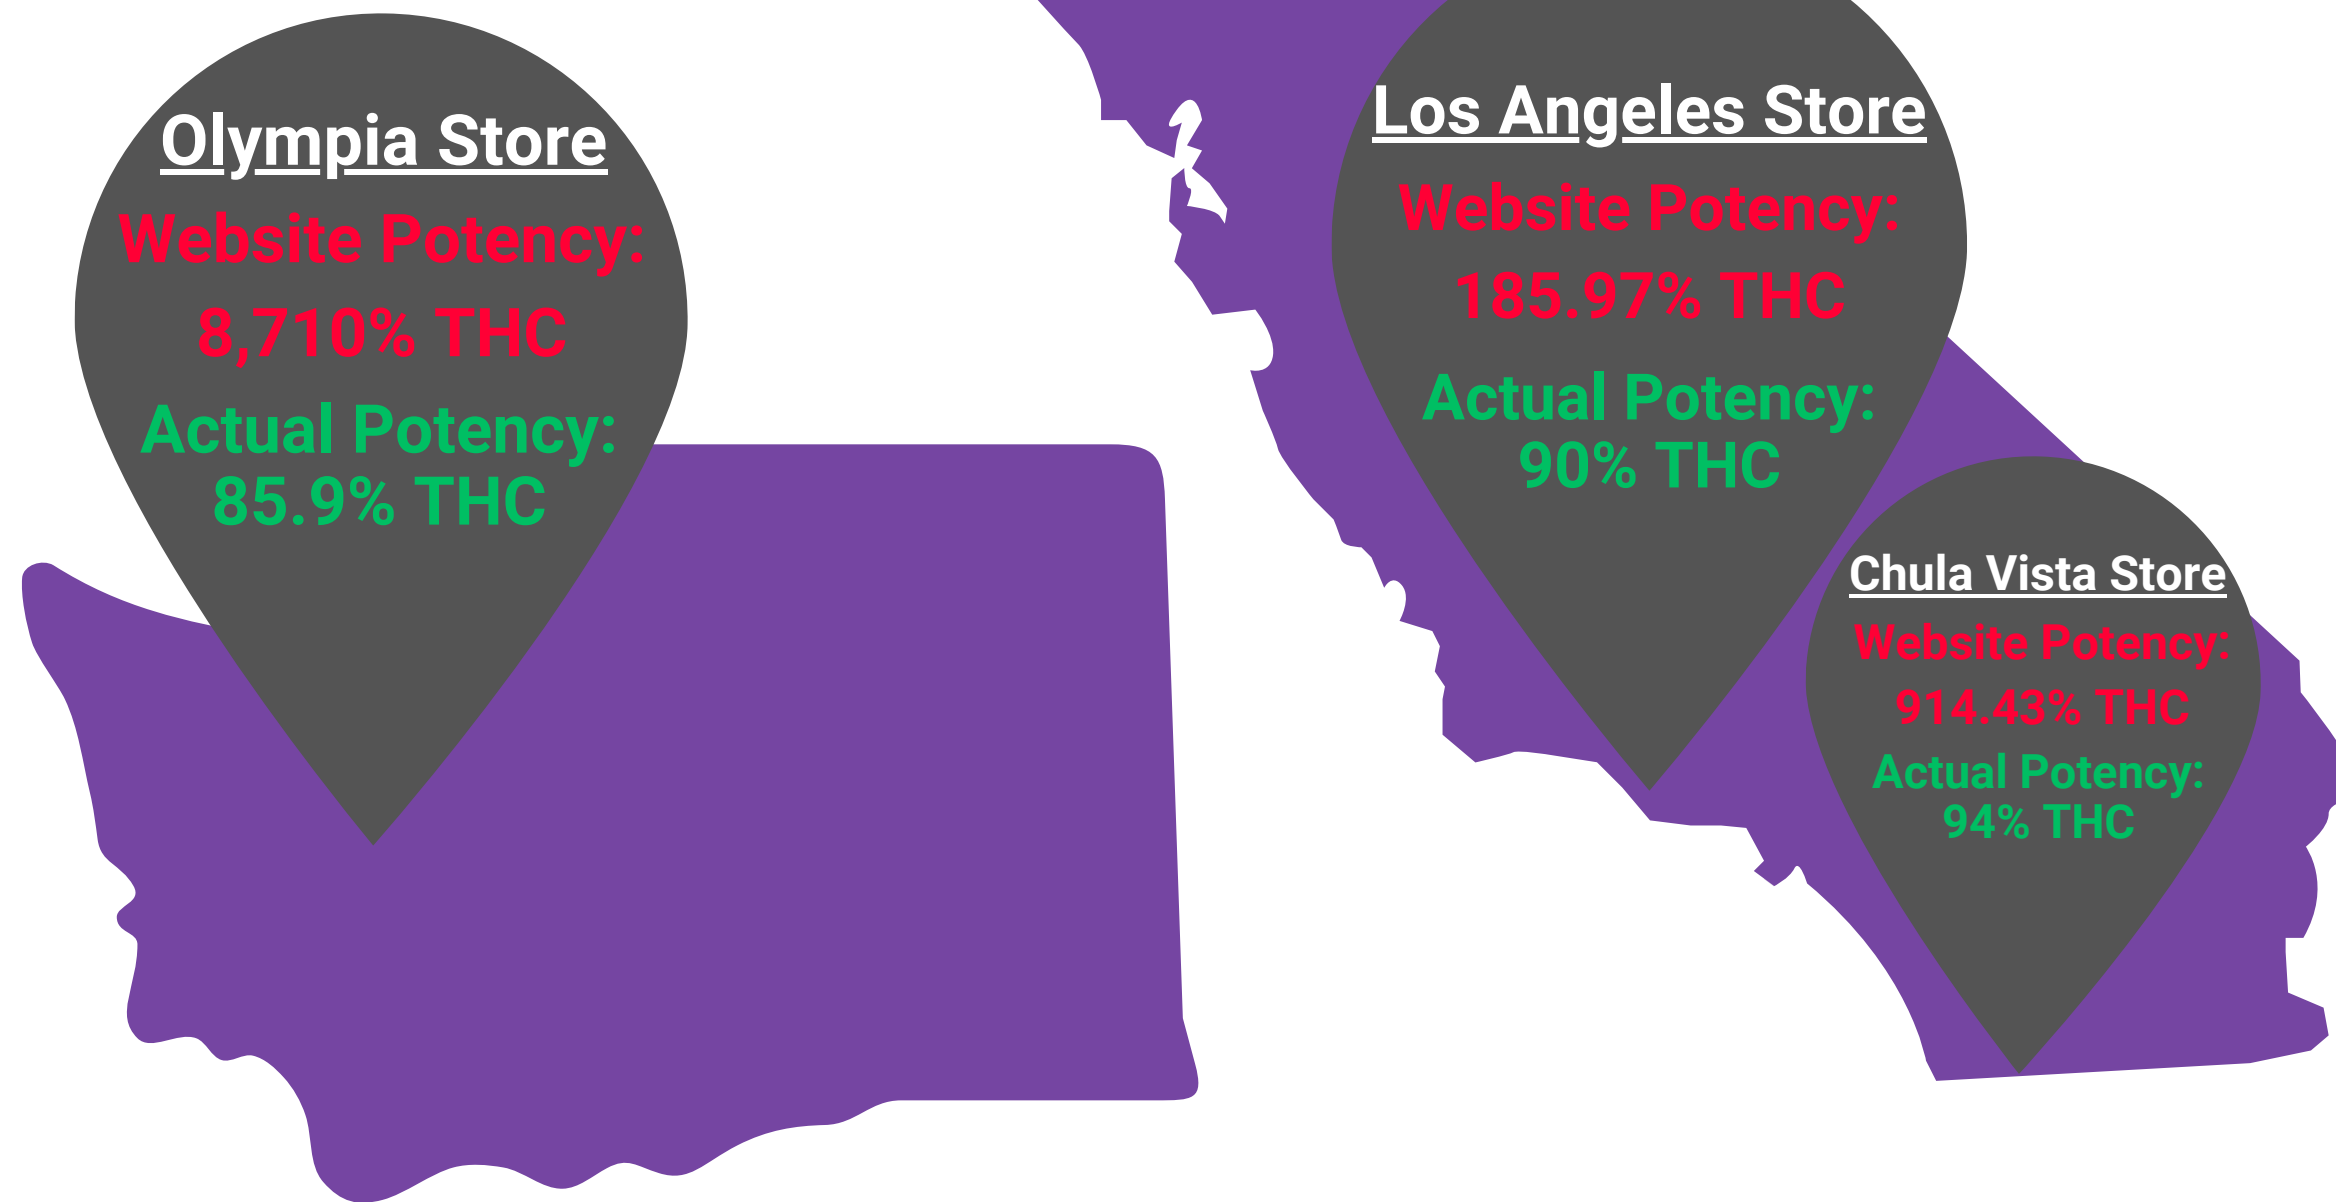 Olympia Store
Website Potency:
8,710% THC
Actual Potency:
85.9% THC
Los Angeles Store
Website Potency:
185.97% THC
Actual Potency:
90% THC
Chula Vista Store
Website Potency:
914.43% THC
Actual Potency:
94% THC